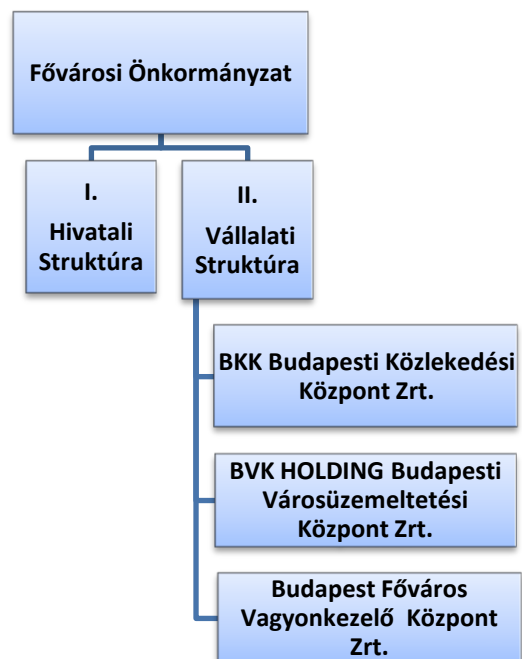 Fővárosi Önkormányzat
I.
Hivatali
Struktúra
II.
Vállalati
Struktúra
BKK Budapesti Közlekedési
Központ Zrt.
BVK HOLDING Budapesti
Városüzemeltetési
Központ Zrt.
Budapest Főváros
Vagyonkezelő Központ
Zrt.